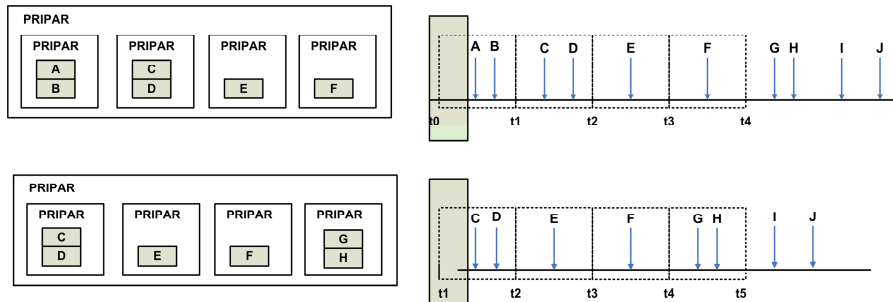 PRIPAR
PRIPAR PRIPAR PRIPAR PRIPAR
A
B
C
D
E
F
A B C D E F G H I J
t0 t1 t2 t3 t4
PRIPAR
PRIPAR PRIPAR PRIPAR PRIPAR
C
D
E
F
G
H
C D E F G H I J
t1 t2 t3 t4 t5